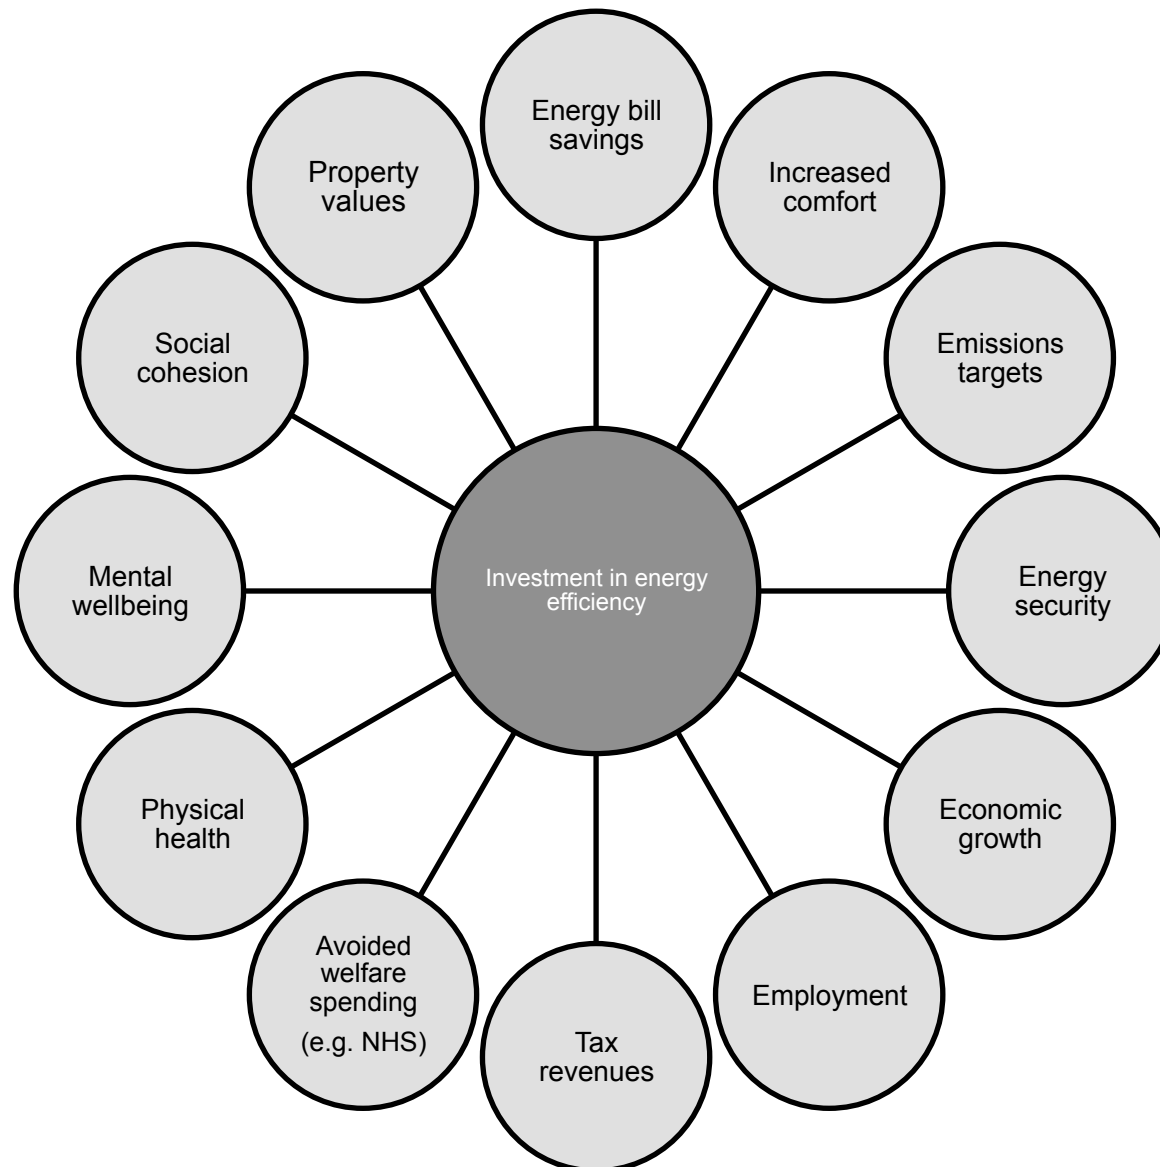 Energy bill
savings
Increased
comfort
Emissions
targets
Energy
security
Economic
growth
Employment
Tax
revenues
Avoided
welfare
spending
(e.g. NHS)
Physical
health
Mental
wellbeing
Social
cohesion
Property
values
Investment in energy
efficiency